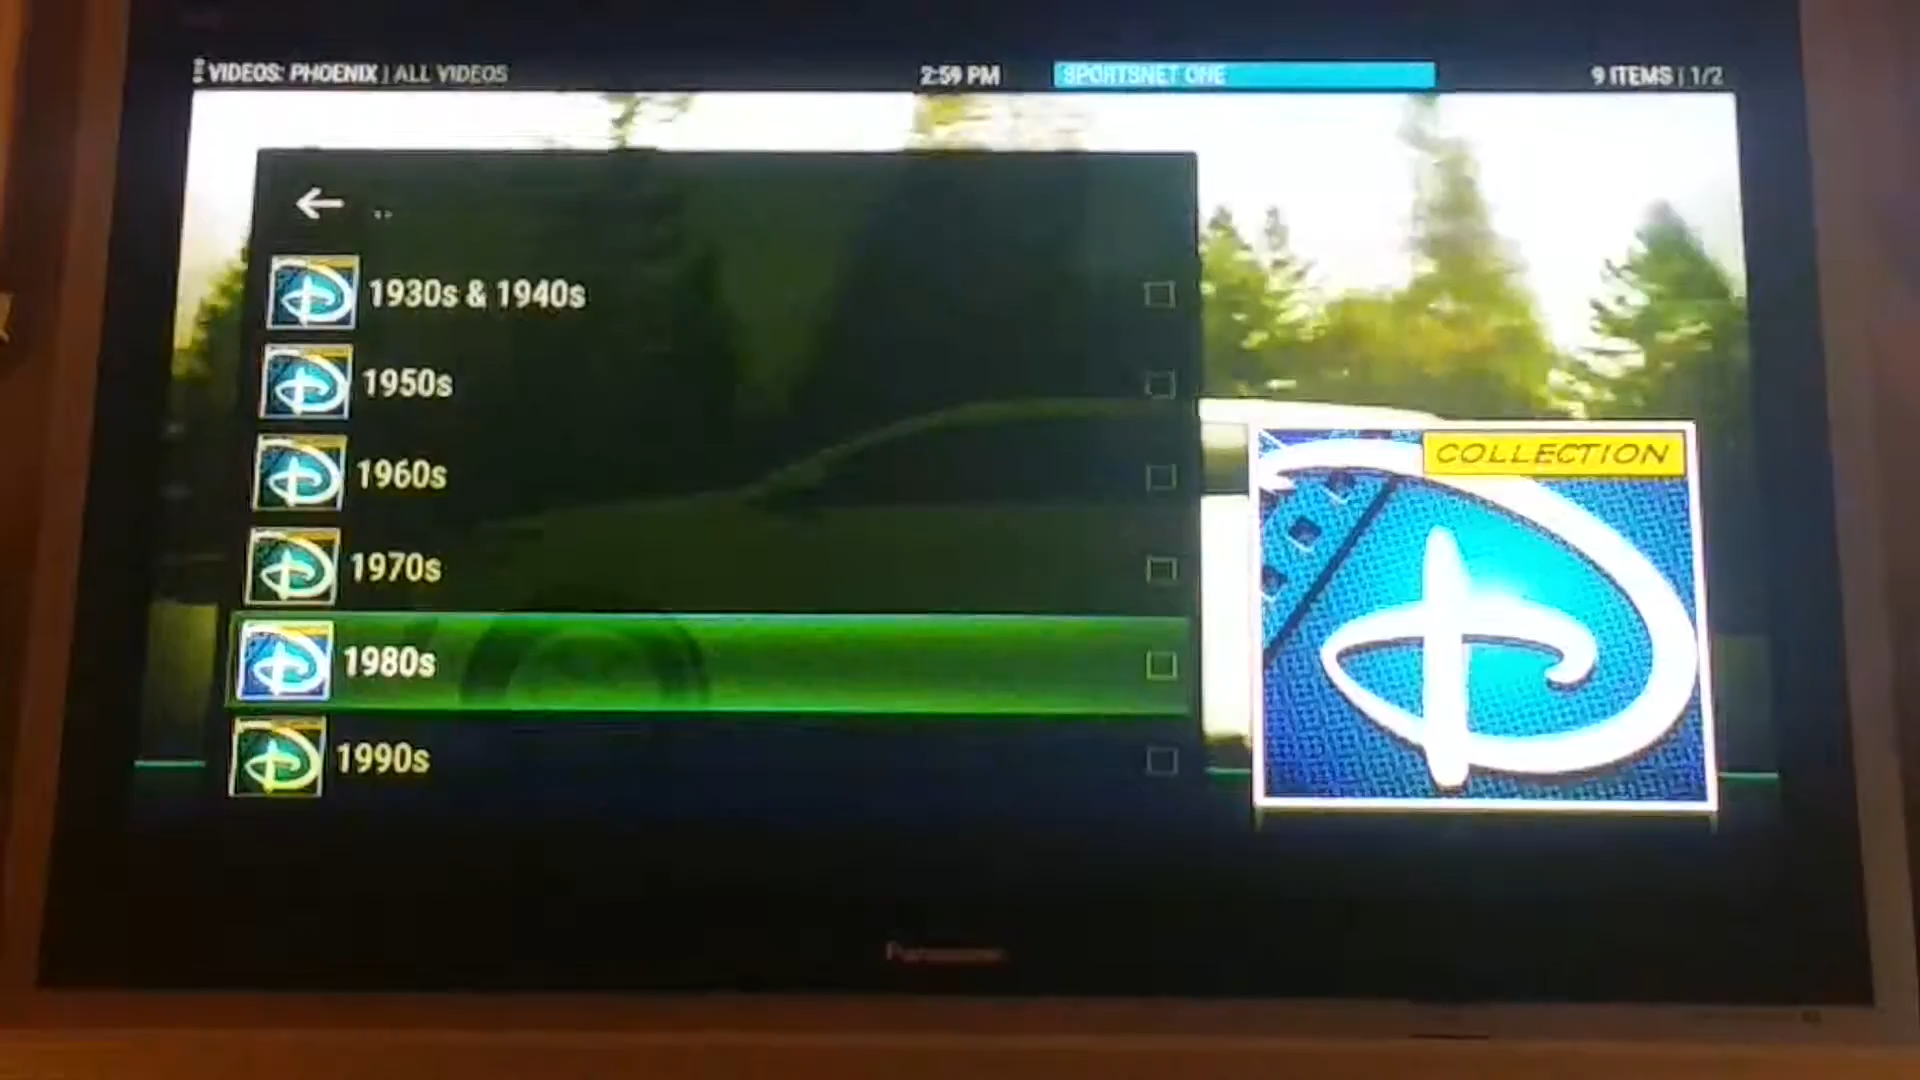 VIDEOS: PHOENIX | ALL VIDEOS
2:59 PM
SPORTSNET ONE
9 ITEMS | 1/2
..
1930s & 1940s
1950s
1960s
1970s
1980s
1990s
COLLECTION
Panasonic